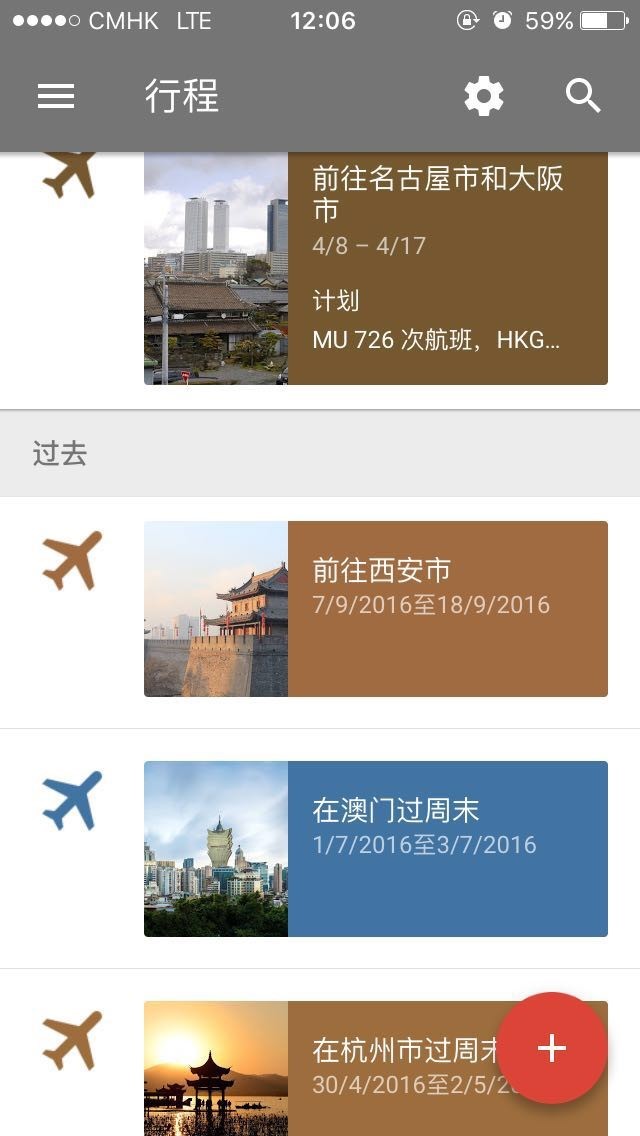 CMHK LTE 12:06 59%
行程
前往名古屋市和大阪
市
4/8 – 4/17
计划
MU 726 次航班，HKG...
过去
前往西安市
7/9/2016至18/9/2016
在澳门过周末
1/7/2016至3/7/2016
在杭州市过周末
30/4/2016至2/5/20